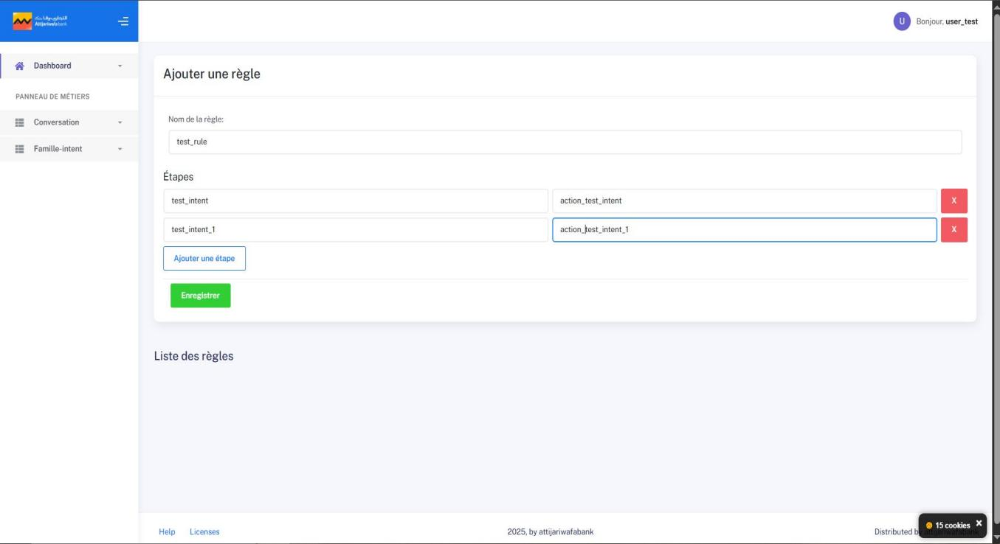 التجاري وفا بنك
Attijariwafa bank
U Bonjour, user_test
Dashboard
PANNEAU DE MÉTIERS
Conversation
Famille-intent
Ajouter une règle
Nom de la règle:
test_rule
Étapes
test_intent action_test_intent X
test_intent_1 action_test_intent_1 X
Ajouter une étape
Enregistrer
Liste des règles
Help Licenses 2025, by attijariwafabank Distributed by attijariwafabank
15 cookies ×